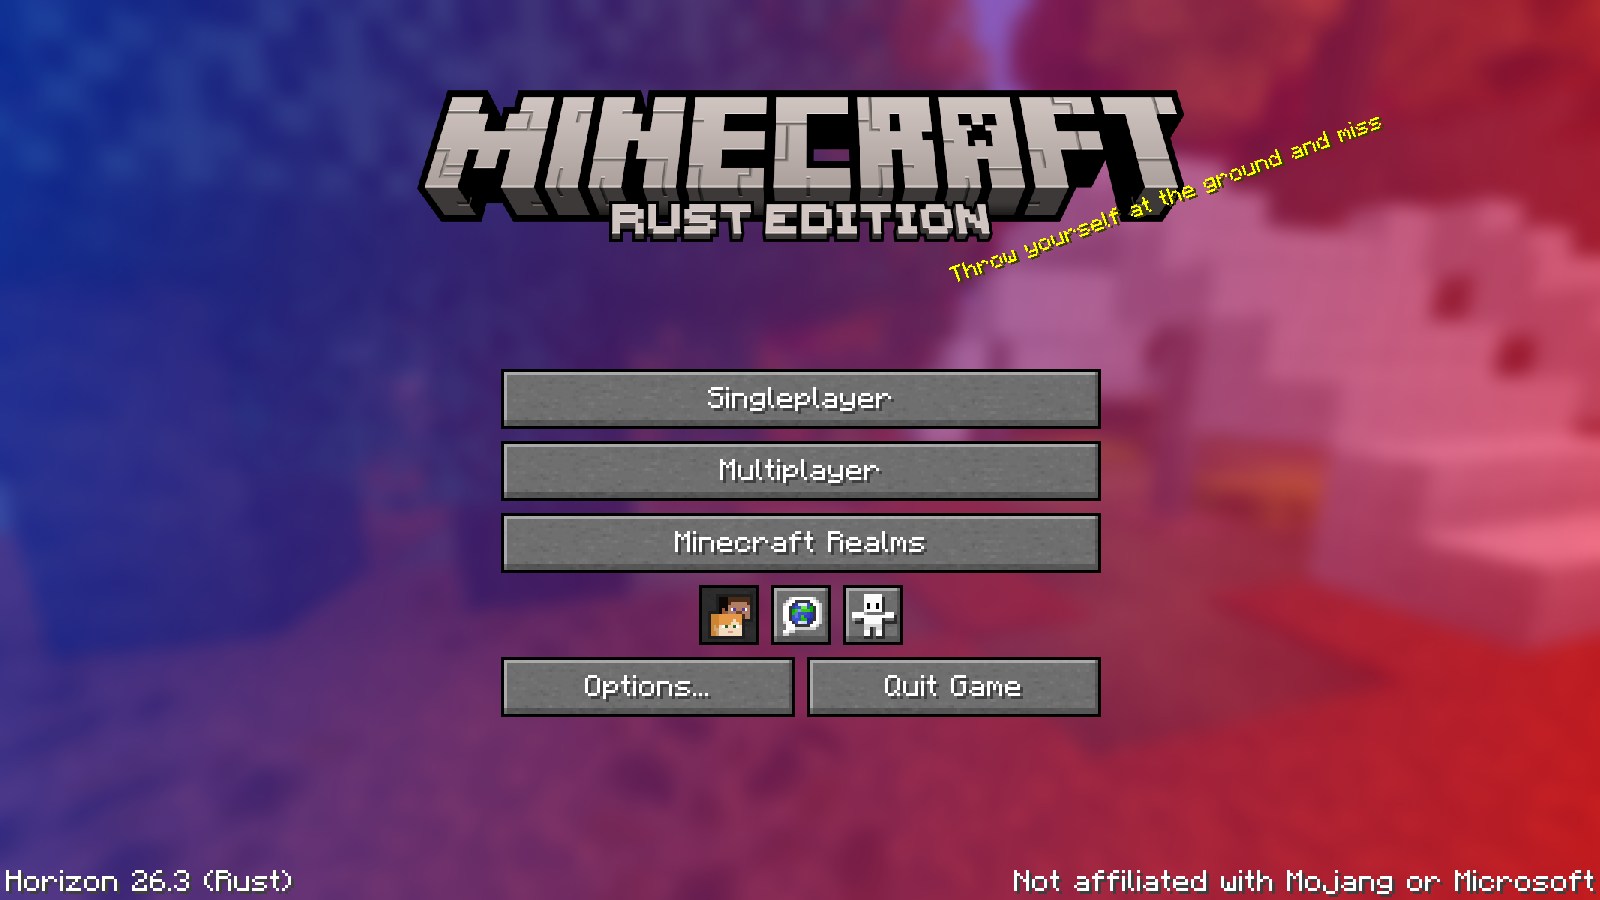 MINECRAFT
RUST EDITION
Throw yourself at the ground and miss
Singleplayer
Multiplayer
Minecraft Realms
Options...
Quit Game
Horizon 26.3 (Rust)
Not affiliated with Mojang or Microsoft